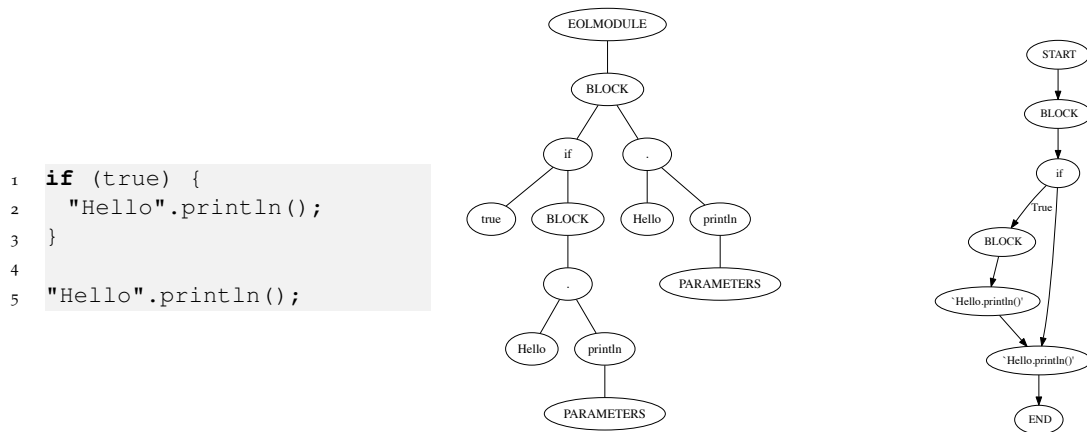 1 if (true) {
2 "Hello".println();
3 }
4
5 "Hello".println();
EOLMODULE
BLOCK
if .
true BLOCK Hello println
. PARAMETERS
Hello println
PARAMETERS
START
BLOCK
if
True
BLOCK
`Hello.println()'
`Hello.println()'
END